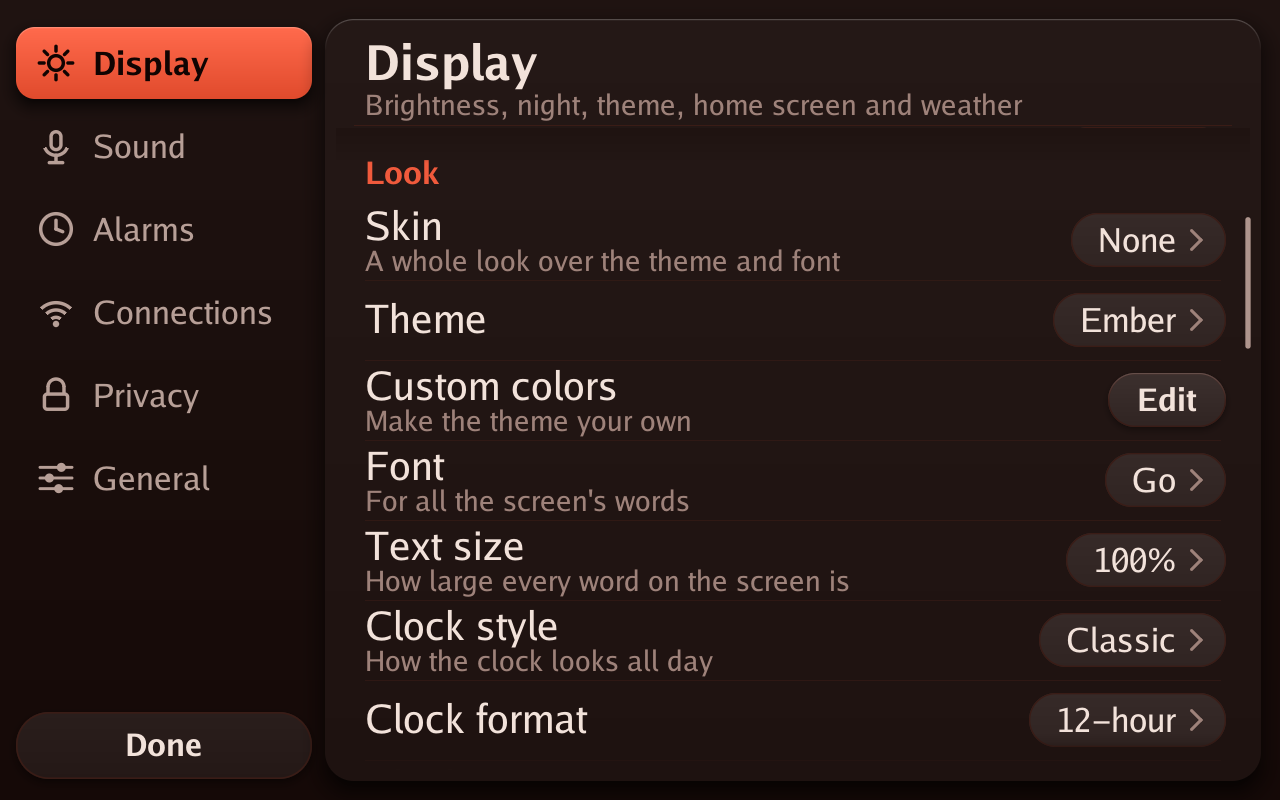 Display
Sound
Alarms
Connections
Privacy
General
Done
Display
Brightness, night, theme, home screen and weather
Look
Skin
A whole look over the theme and font
None
Theme
Ember
Custom colors
Make the theme your own
Edit
Font
For all the screen's words
Go
Text size
How large every word on the screen is
100%
Clock style
How the clock looks all day
Classic
Clock format
12-hour